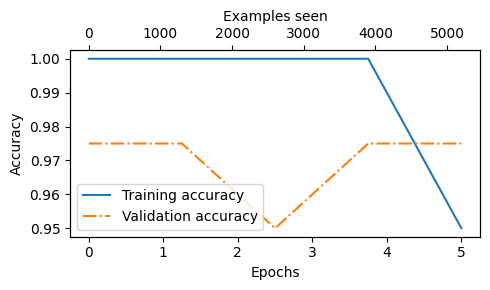 Examples seen
0 1000 2000 3000 4000 5000
1.00
0.99
0.98
0.97
0.96
0.95
Accuracy
Training accuracy
Validation accuracy
0 1 2 3 4 5
Epochs